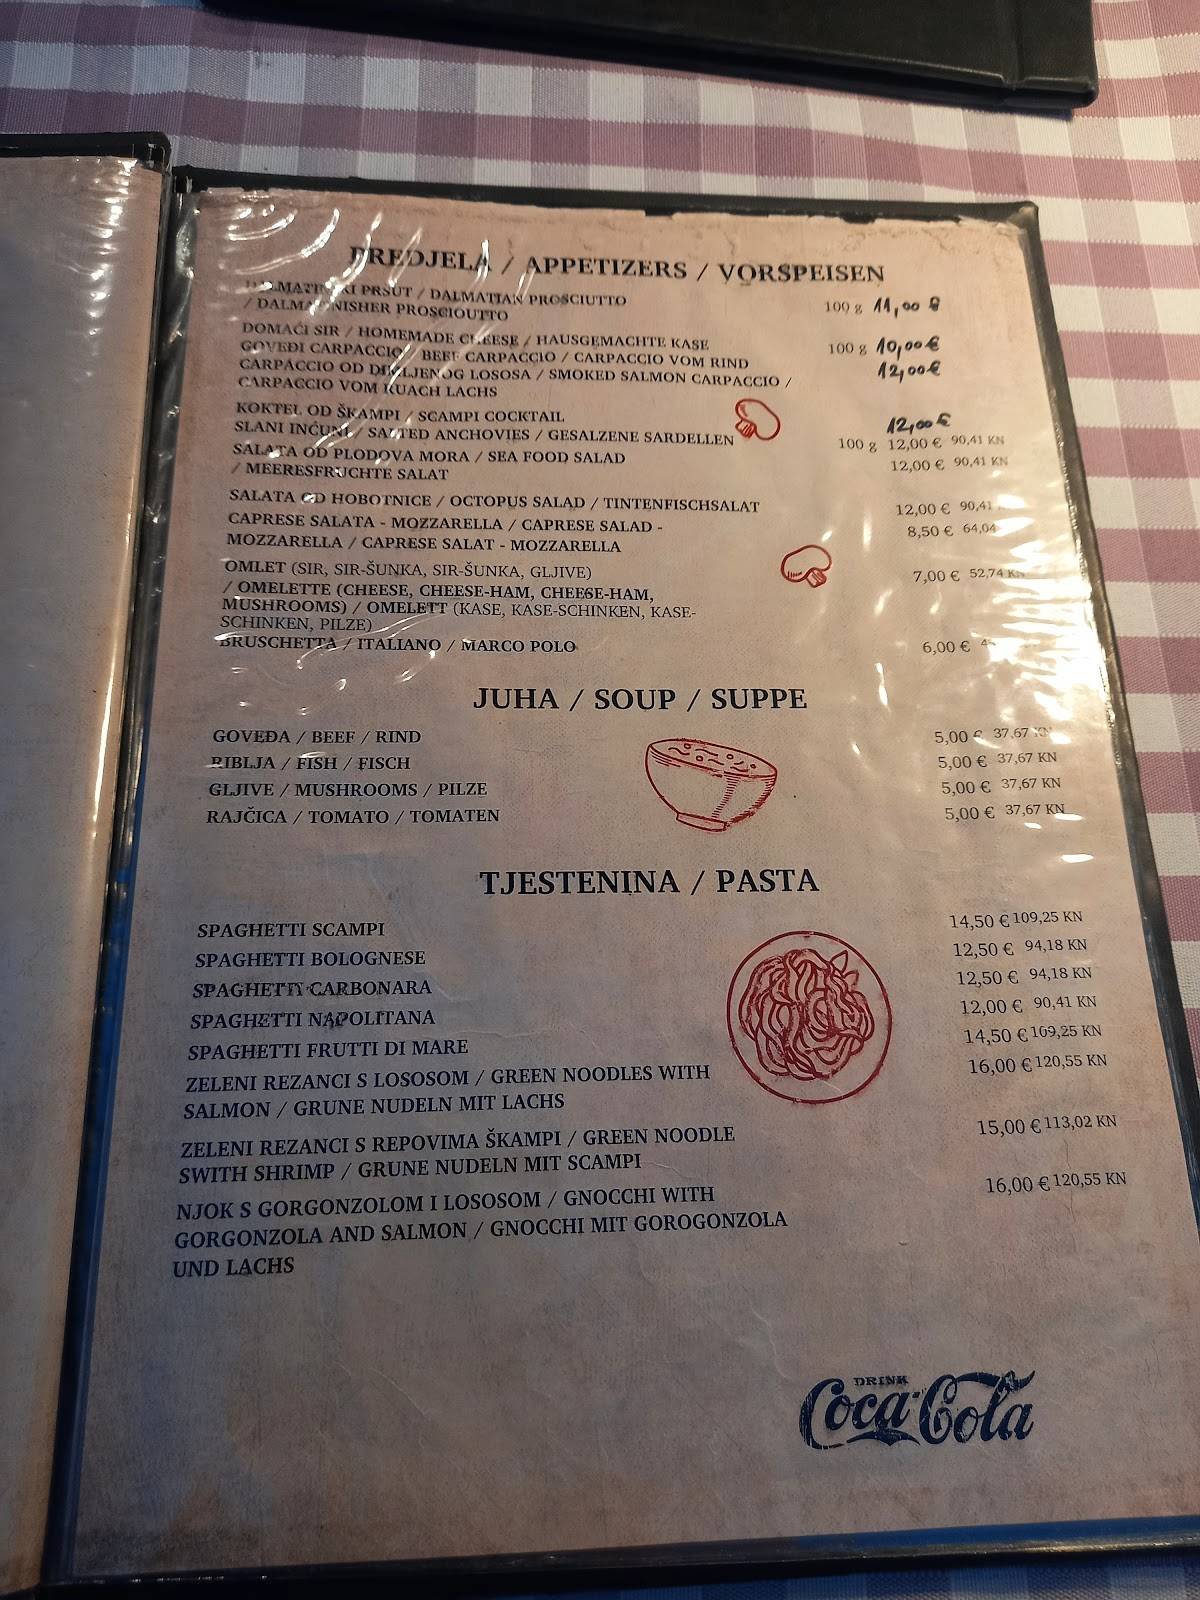 PREDJELA / APPETIZERS / VORSPEISEN
PRŠUT / DALMATIAN PROSCIUTTO
100 g 11,00 €
/ DALMATINISHER PROSCIOUTTO
DOMAĆI SIR / HOMEMADE CHEESE / HAUSGEMACHTE KASE
100 g 10,00 €
GOVEĐI CARPACCIO / BEEF CARPACCIO / CARPACCIO VOM RIND
12,00 €
CARPACCIO OD DIMLJENOG LOSOSA / SMOKED SALMON CARPACCIO /
CARPACCIO VOM RUACH LACHS
KOKTEL OD ŠKAMPI / SCAMPI COCKTAIL
12,00 €
SLANI INĆUNI / SALTED ANCHOVIES / GESALZENE SARDELLEN
100 g 12,00 € 90,41 KN
SALATA OD PLODOVA MORA / SEA FOOD SALAD
12,00 € 90,41 KN
/ MEERESFRUCHTE SALAT
SALATA OD HOBOTNICE / OCTOPUS SALAD / TINTENFISCHSALAT
12,00 € 90,41
CAPRESE SALATA - MOZZARELLA / CAPRESE SALAD -
8,50 € 64,04
MOZZARELLA / CAPRESE SALAT - MOZZARELLA
OMLET (SIR, SIR-ŠUNKA, SIR-ŠUNKA, GLJIVE)
7,00 € 52,74 KN
/ OMELETTE (CHEESE, CHEESE-HAM, CHEESE-HAM,
MUSHROOMS) / OMELETT (KASE, KASE-SCHINKEN, KASE-
SCHINKEN, PILZE)
BRUSCHETTA / ITALIANO / MARCO POLO
6,00 €
JUHA / SOUP / SUPPE
GOVEĐA / BEEF / RIND
5,00 € 37,67 KN
RIBLJA / FISH / FISCH
5,00 € 37,67 KN
GLJIVE / MUSHROOMS / PILZE
5,00 € 37,67 KN
RAJČICA / TOMATO / TOMATEN
5,00 € 37,67 KN
TJESTENINA / PASTA
SPAGHETTI SCAMPI
14,50 € 109,25 KN
SPAGHETTI BOLOGNESE
12,50 € 94,18 KN
SPAGHETTI CARBONARA
12,50 € 94,18 KN
SPAGHETTI NAPOLITANA
12,00 € 90,41 KN
SPAGHETTI FRUTTI DI MARE
14,50 € 109,25 KN
ZELENI REZANCI S LOSOSOM / GREEN NOODLES WITH
16,00 € 120,55 KN
SALMON / GRUNE NUDELN MIT LACHS
ZELENI REZANCI S REPOVIMA ŠKAMPI / GREEN NOODLE
15,00 € 113,02 KN
SWITH SHRIMP / GRUNE NUDELN MIT SCAMPI
NJOK S GORGONZOLOM I LOSOSOM / GNOCCHI WITH
16,00 € 120,55 KN
GORGONZOLA AND SALMON / GNOCCHI MIT GOROGONZOLA
UND LACHS
DRINK
Coca-Cola